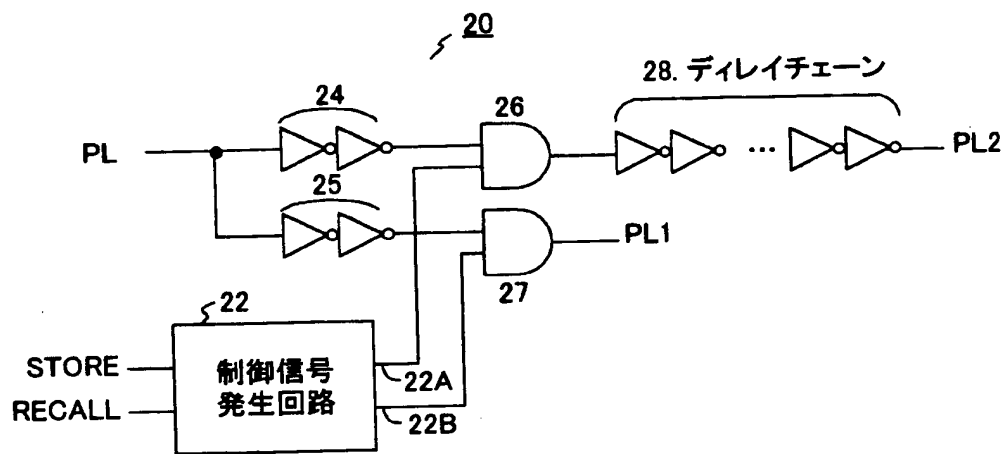 20
28. ディレイチェーン
24
26
PL
PL2
25
PL1
27
22
STORE
RECALL
制御信号
発生回路
22A
22B